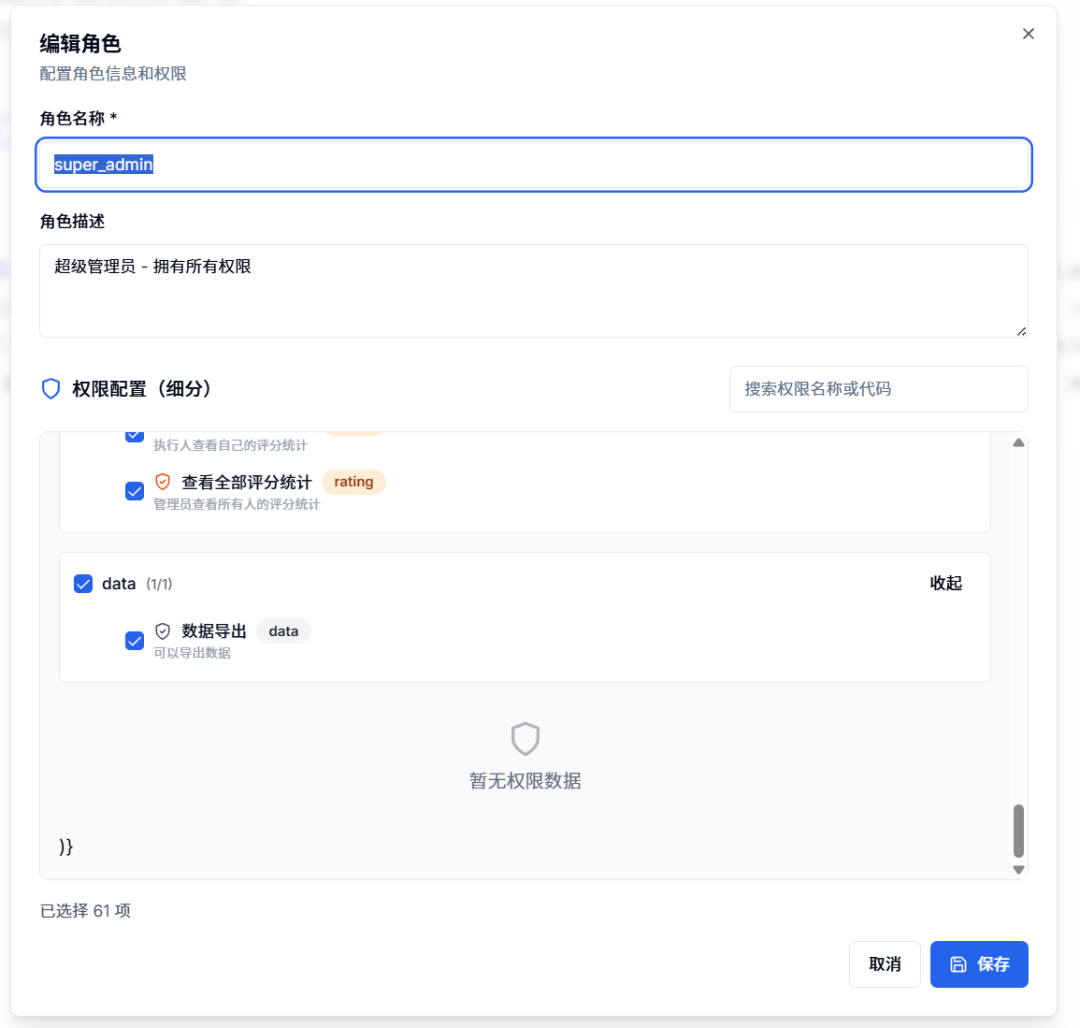 编辑角色
配置角色信息和权限
角色名称 *
super_admin
角色描述
超级管理员 - 拥有所有权限
权限配置（细分）
搜索权限名称或代码
执行人查看自己的评分统计
查看全部评分统计 rating
管理员查看所有人的评分统计
data (1/1) 收起
数据导出 data
可以导出数据
暂无权限数据
)}
已选择 61 项
取消 保存